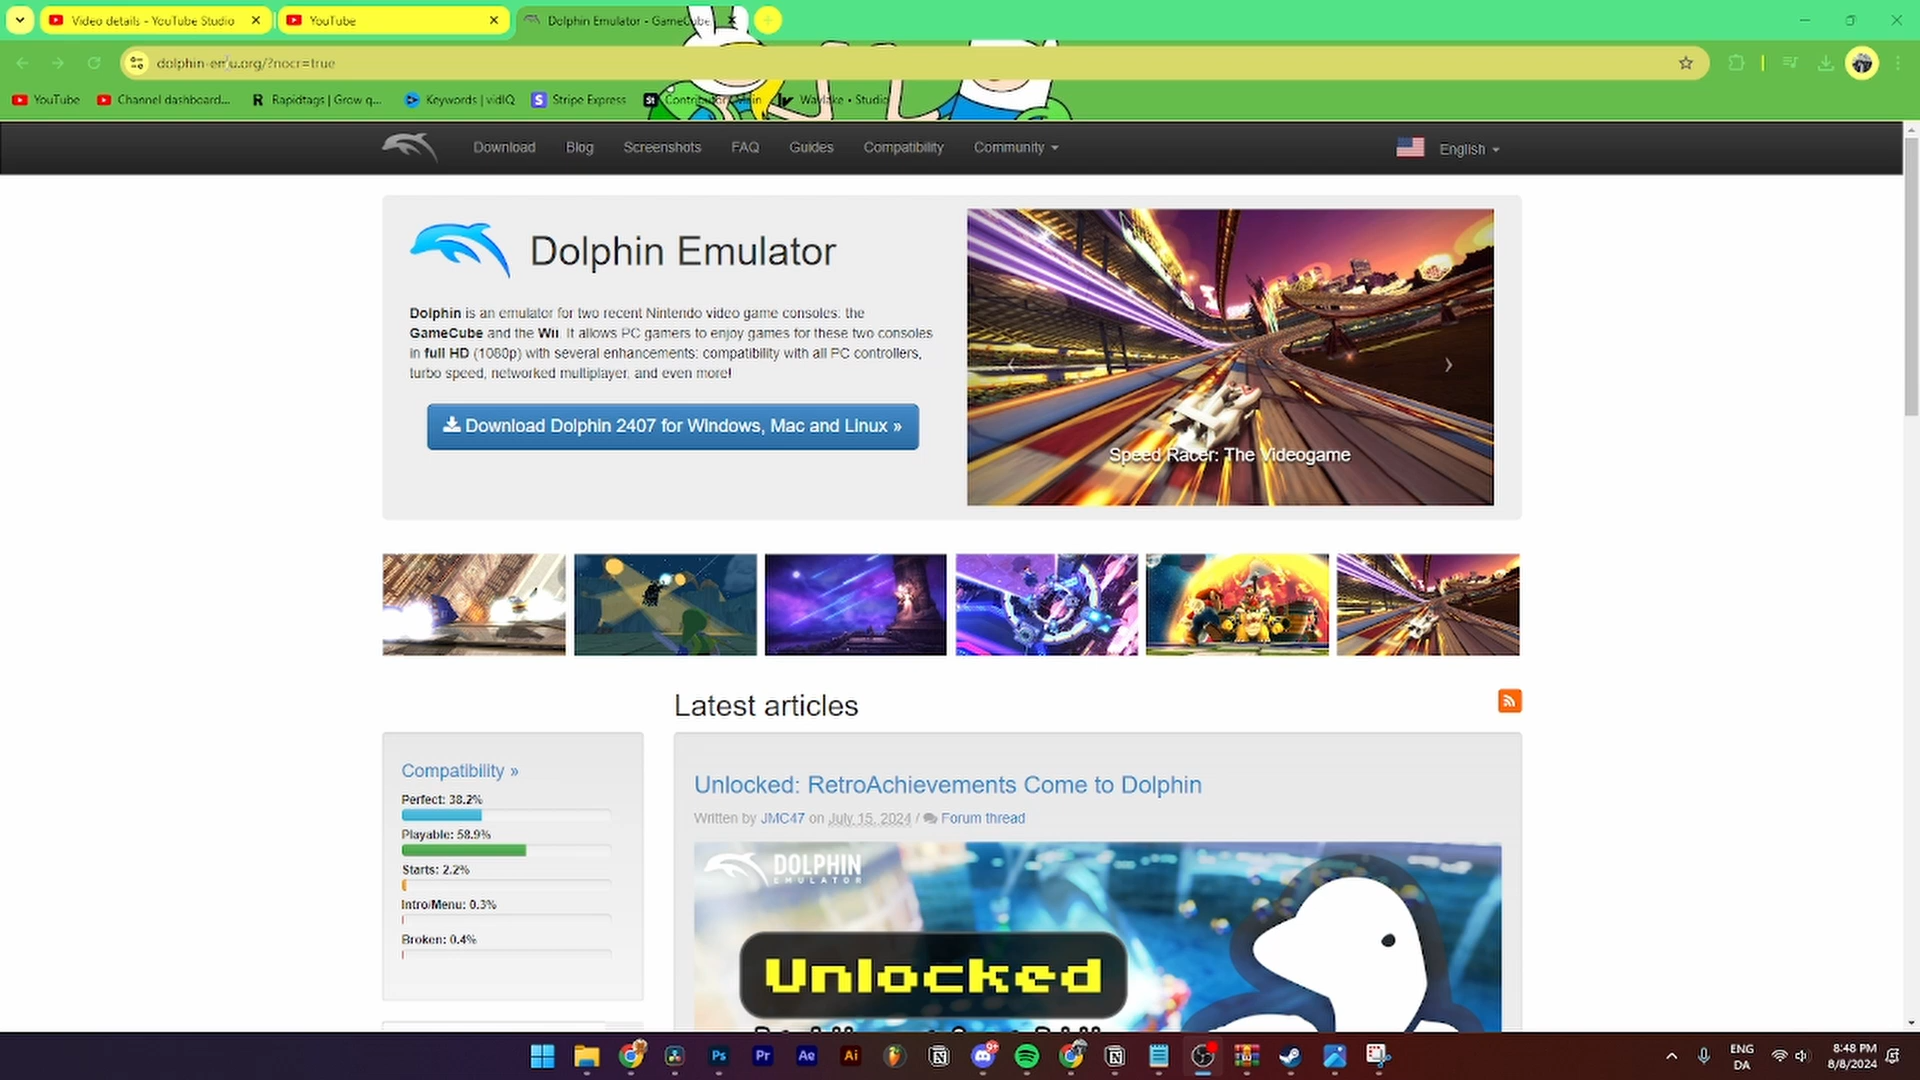 Video details - YouTube Studio
YouTube
Dolphin Emulator - GameCube
dolphin-emu.org/?nocr=true
YouTube
Channel dashboard...
Rapidtags | Grow q...
Keywords | vidIQ
Stripe Express
Wavlake • Studio
Download
Blog
Screenshots
FAQ
Guides
Compatibility
Community
English
Dolphin Emulator
Dolphin is an emulator for two recent Nintendo video game consoles: the
GameCube and the Wii. It allows PC gamers to enjoy games for these two consoles
in full HD (1080p) with several enhancements: compatibility with all PC controllers,
turbo speed, networked multiplayer, and even more!
Download Dolphin 2407 for Windows, Mac and Linux »
Speed Racer: The Videogame
Latest articles
Compatibility »
Perfect: 38.2%
Playable: 58.9%
Starts: 2.2%
Intro/Menu: 0.3%
Broken: 0.4%
Unlocked: RetroAchievements Come to Dolphin
Written by JMC47 on July 15, 2024 / Forum thread
DOLPHIN
EMULATOR
Unlocked
ENG
DA
8:48 PM
8/8/2024